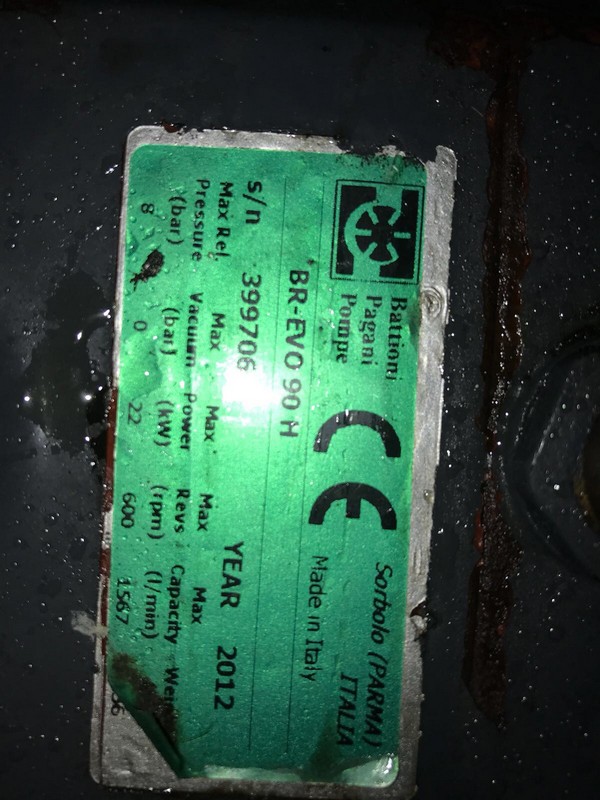 Battioni
Pagani
Pompe
CE
Sorbolo (PARMA)
ITALIA
Made in Italy
BR-EVO 90 H
s/n 399706 YEAR 2012
Max Rel. Max. Max. Max Max
Pressure Vacuum Power Revs Capacity
(bar) (bar) (kW) (rpm) (l/min)
8 0 22 600 1567